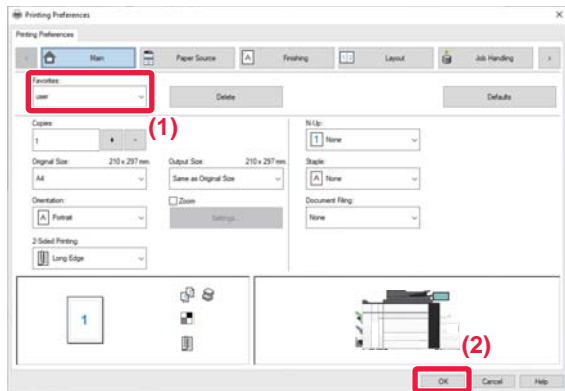 Printing Preferences
Printing Preferences
Main Paper Source Finishing Layout Job Handling
Favorites:
user Delete Defaults
(1)
Copies: N-Up:
1 + - 1 None
Original Size: 210 x 297 mm. Output Size: 210 x 297 mm. Staple:
A4 Same as Original Size A None
Orientation: Zoom Document Filing:
A Portrait Settings... None
2-Sided Printing
Long Edge
1
(2)
OK Cancel Help